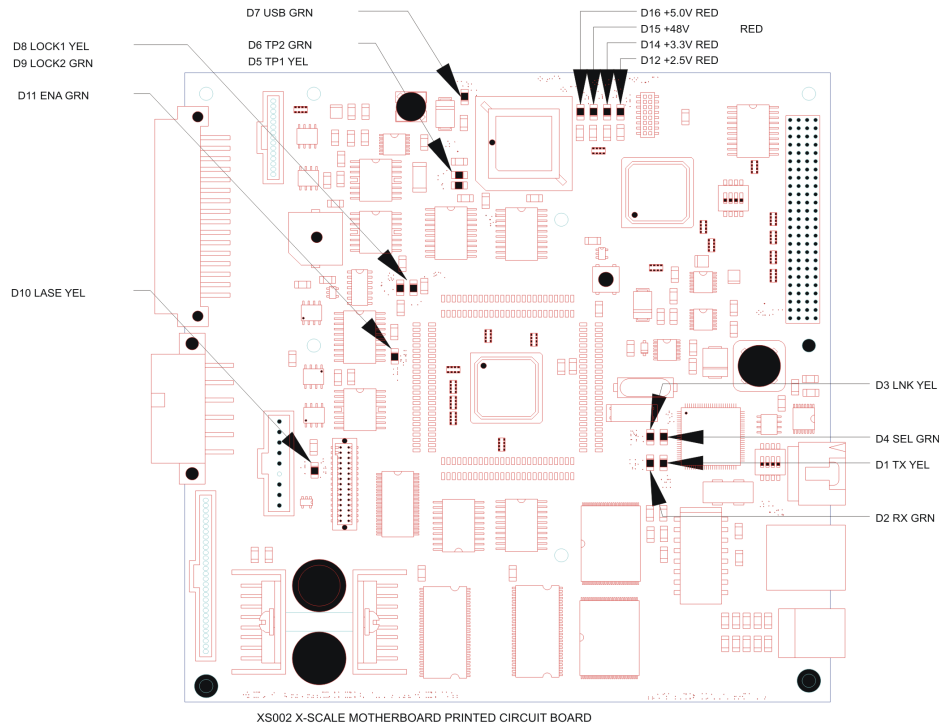 D7 USB GRN
D16 +5.0V RED
D15 +48V RED
D14 +3.3V RED
D12 +2.5V RED
D8 LOCK1 YEL
D9 LOCK2 GRN
D6 TP2 GRN
D5 TP1 YEL
D11 ENA GRN
D10 LASE YEL
D3 LNK YEL
D4 SEL GRN
D1 TX YEL
D2 RX GRN
XS002 X-SCALE MOTHERBOARD PRINTED CIRCUIT BOARD